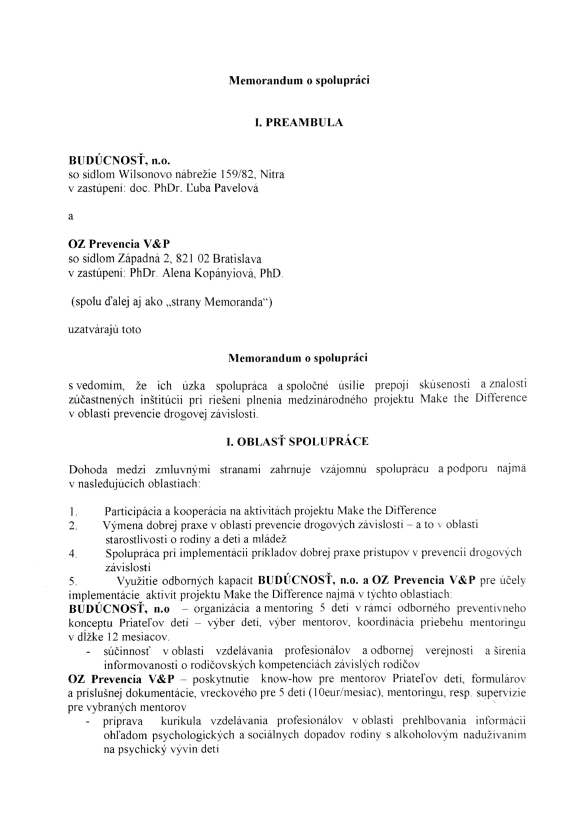 Memorandum o spolupráci
I. PREAMBULA
BUDÚCNOSŤ, n.o.
so sídlom Wilsonovo nábrežie 159/82, Nitra
v zastúpení: doc. PhDr. Ľuba Pavelová
a
OZ Prevencia V&P
so sídlom Západná 2, 821 02 Bratislava
v zastúpení: PhDr. Alena Kopányiová, PhD.
(spolu ďalej aj ako „strany Memoranda“)
uzatvárajú toto
Memorandum o spolupráci
s vedomím, že ich úzka spolupráca a spoločné úsilie prepojí skúsenosti a znalosti
zúčastnených inštitúcií pri riešení plnenia medzinárodného projektu Make the Difference
v oblasti prevencie drogovej závislosti.
I. OBLASŤ SPOLUPRÁCE
Dohoda medzi zmluvnými stranami zahrnuje vzájomnú spoluprácu a podporu najmä
v nasledujúcich oblastiach:
1. Participácia a kooperácia na aktivitách projektu Make the Difference
2. Výmena dobrej praxe v oblasti prevencie drogových závislostí – a to v oblasti
starostlivosti o rodiny a deti a mládež
4. Spolupráca pri implementácii príkladov dobrej praxe prístupov v prevencii drogových
závislostí
5. Využitie odborných kapacít BUDÚCNOSŤ, n.o. a OZ Prevencia V&P pre účely
implementácie aktivít projektu Make the Difference najmä v týchto oblastiach:
BUDÚCNOSŤ, n.o – organizácia a mentoring 5 detí v rámci odborného preventívneho
konceptu Priateľov detí – výber detí, výber mentorov, koordinácia priebehu mentoringu
v dĺžke 12 mesiacov.
- súčinnosť v oblasti vzdelávania profesionálov a odbornej verejnosti a šírenia
informovanosti o rodičovských kompetenciách závislých rodičov
OZ Prevencia V&P – poskytnutie know-how pre mentorov Priateľov detí, formulárov
a príslušnej dokumentácie, vreckového pre 5 detí (10eur/mesiac), mentoringu, resp. supervízie
pre vybraných mentorov
- príprava kurikula vzdelávania profesionálov v oblasti prehlbovania informácií
ohľadom psychologických a sociálnych dopadov rodiny s alkoholovým nadužívaním
na psychický vývin detí